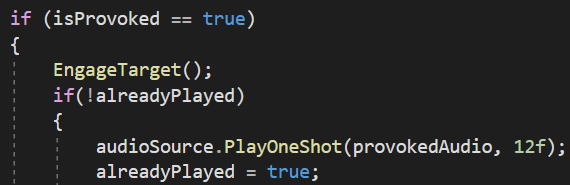 if (isProvoked == true)
{
EngageTarget();
if(!alreadyPlayed)
{
audioSource.PlayOneShot(provokedAudio, 12f);
alreadyPlayed = true;